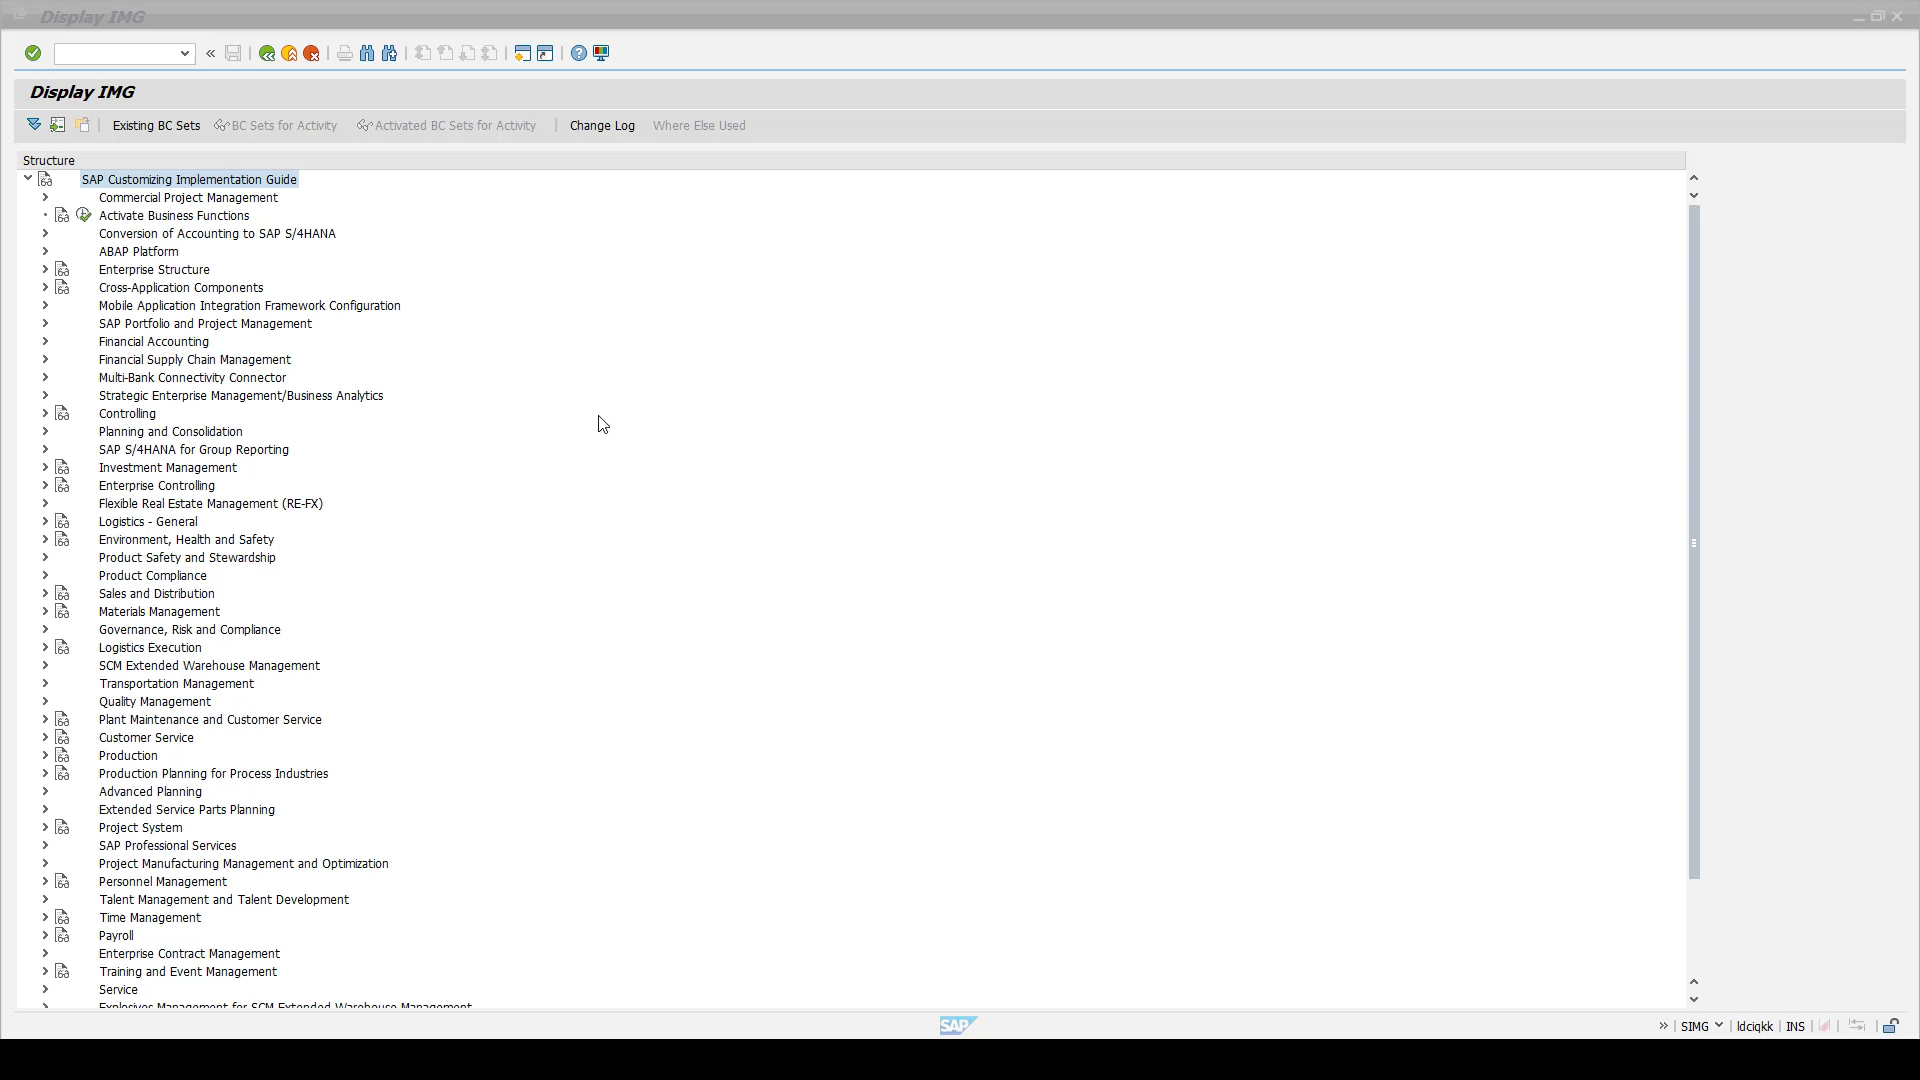 Display IMG
Display IMG
Existing BC Sets BC Sets for Activity Activated BC Sets for Activity Change Log Where Else Used
Structure
SAP Customizing Implementation Guide
Commercial Project Management
Activate Business Functions
Conversion of Accounting to SAP S/4HANA
ABAP Platform
Enterprise Structure
Cross-Application Components
Mobile Application Integration Framework Configuration
SAP Portfolio and Project Management
Financial Accounting
Financial Supply Chain Management
Multi-Bank Connectivity Connector
Strategic Enterprise Management/Business Analytics
Controlling
Planning and Consolidation
SAP S/4HANA for Group Reporting
Investment Management
Enterprise Controlling
Flexible Real Estate Management (RE-FX)
Logistics - General
Environment, Health and Safety
Product Safety and Stewardship
Product Compliance
Sales and Distribution
Materials Management
Governance, Risk and Compliance
Logistics Execution
SCM Extended Warehouse Management
Transportation Management
Quality Management
Plant Maintenance and Customer Service
Customer Service
Production
Production Planning for Process Industries
Advanced Planning
Extended Service Parts Planning
Project System
SAP Professional Services
Project Manufacturing Management and Optimization
Personnel Management
Talent Management and Talent Development
Time Management
Payroll
Enterprise Contract Management
Training and Event Management
Service
Explosives Management for SCM Extended Warehouse Management
SAP SIMG ldciqkk INS